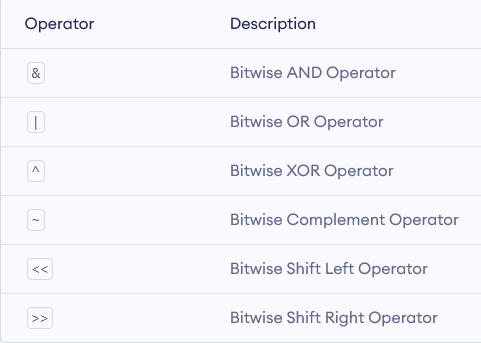 Operator Description
& Bitwise AND Operator
| Bitwise OR Operator
^ Bitwise XOR Operator
~ Bitwise Complement Operator
<< Bitwise Shift Left Operator
>> Bitwise Shift Right Operator